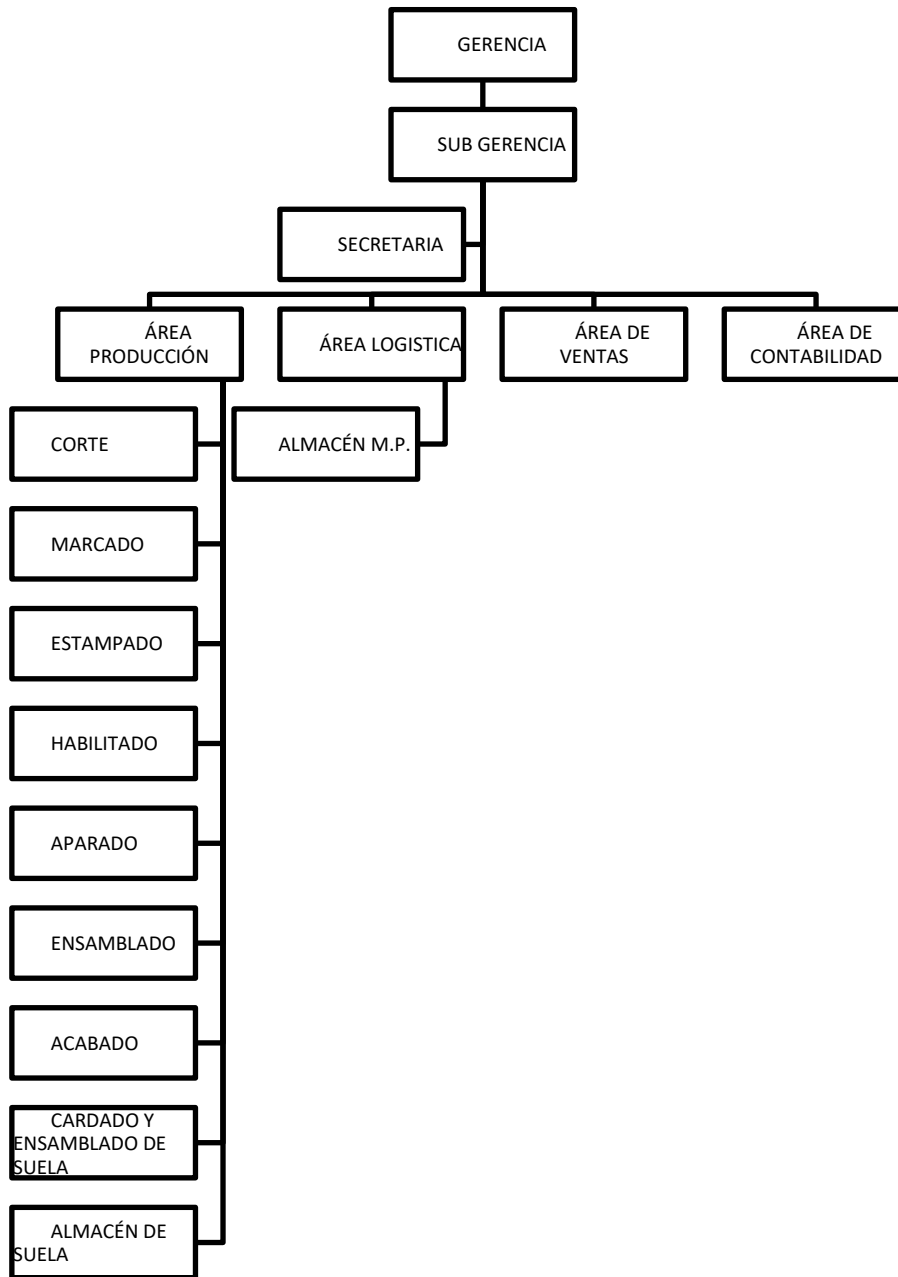 GERENCIA
SUB GERENCIA
SECRETARIA
ÁREA
PRODUCCIÓN
ÁREA LOGISTICA
ÁREA DE
VENTAS
ÁREA DE
CONTABILIDAD
CORTE
ALMACÉN M.P.
MARCADO
ESTAMPADO
HABILITADO
APARADO
ENSAMBLADO
ACABADO
CARDADO Y
ENSAMBLADO DE
SUELA
ALMACÉN DE
SUELA